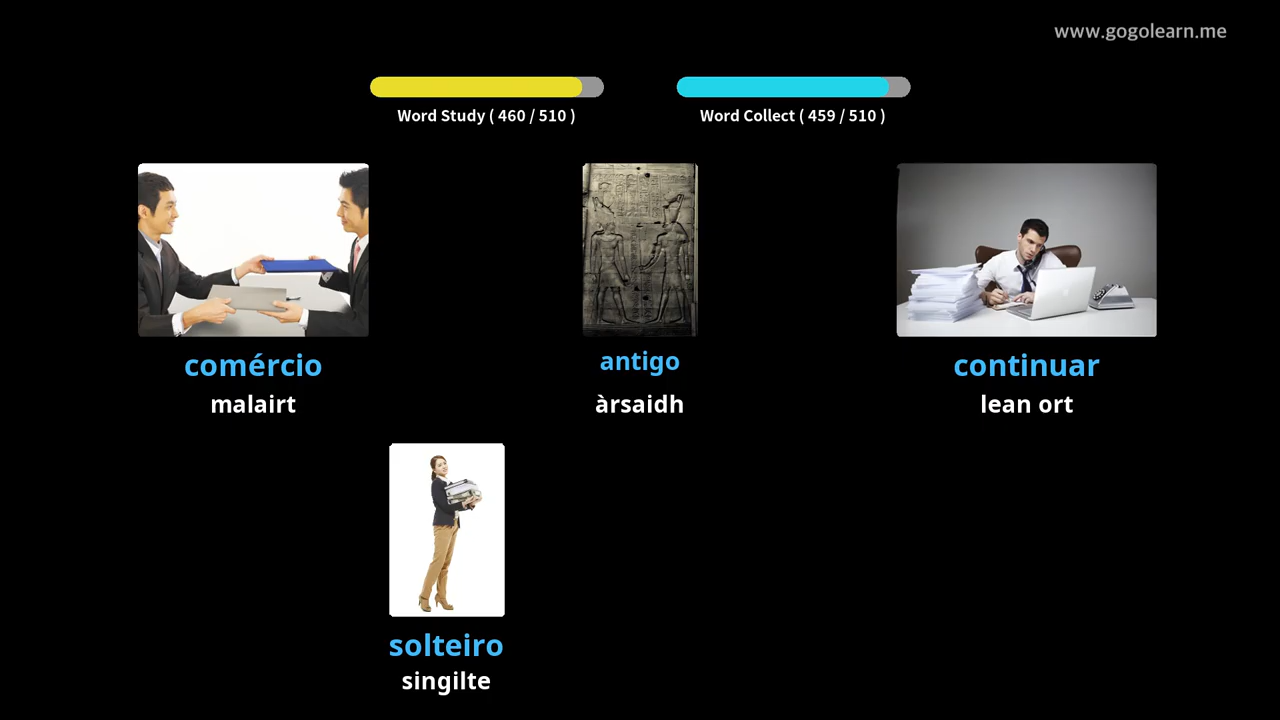 www.gogolearn.me
Word Study ( 460 / 510 )
Word Collect ( 459 / 510 )
comércio
malairt
antigo
àrsaidh
continuar
lean ort
solteiro
singilte